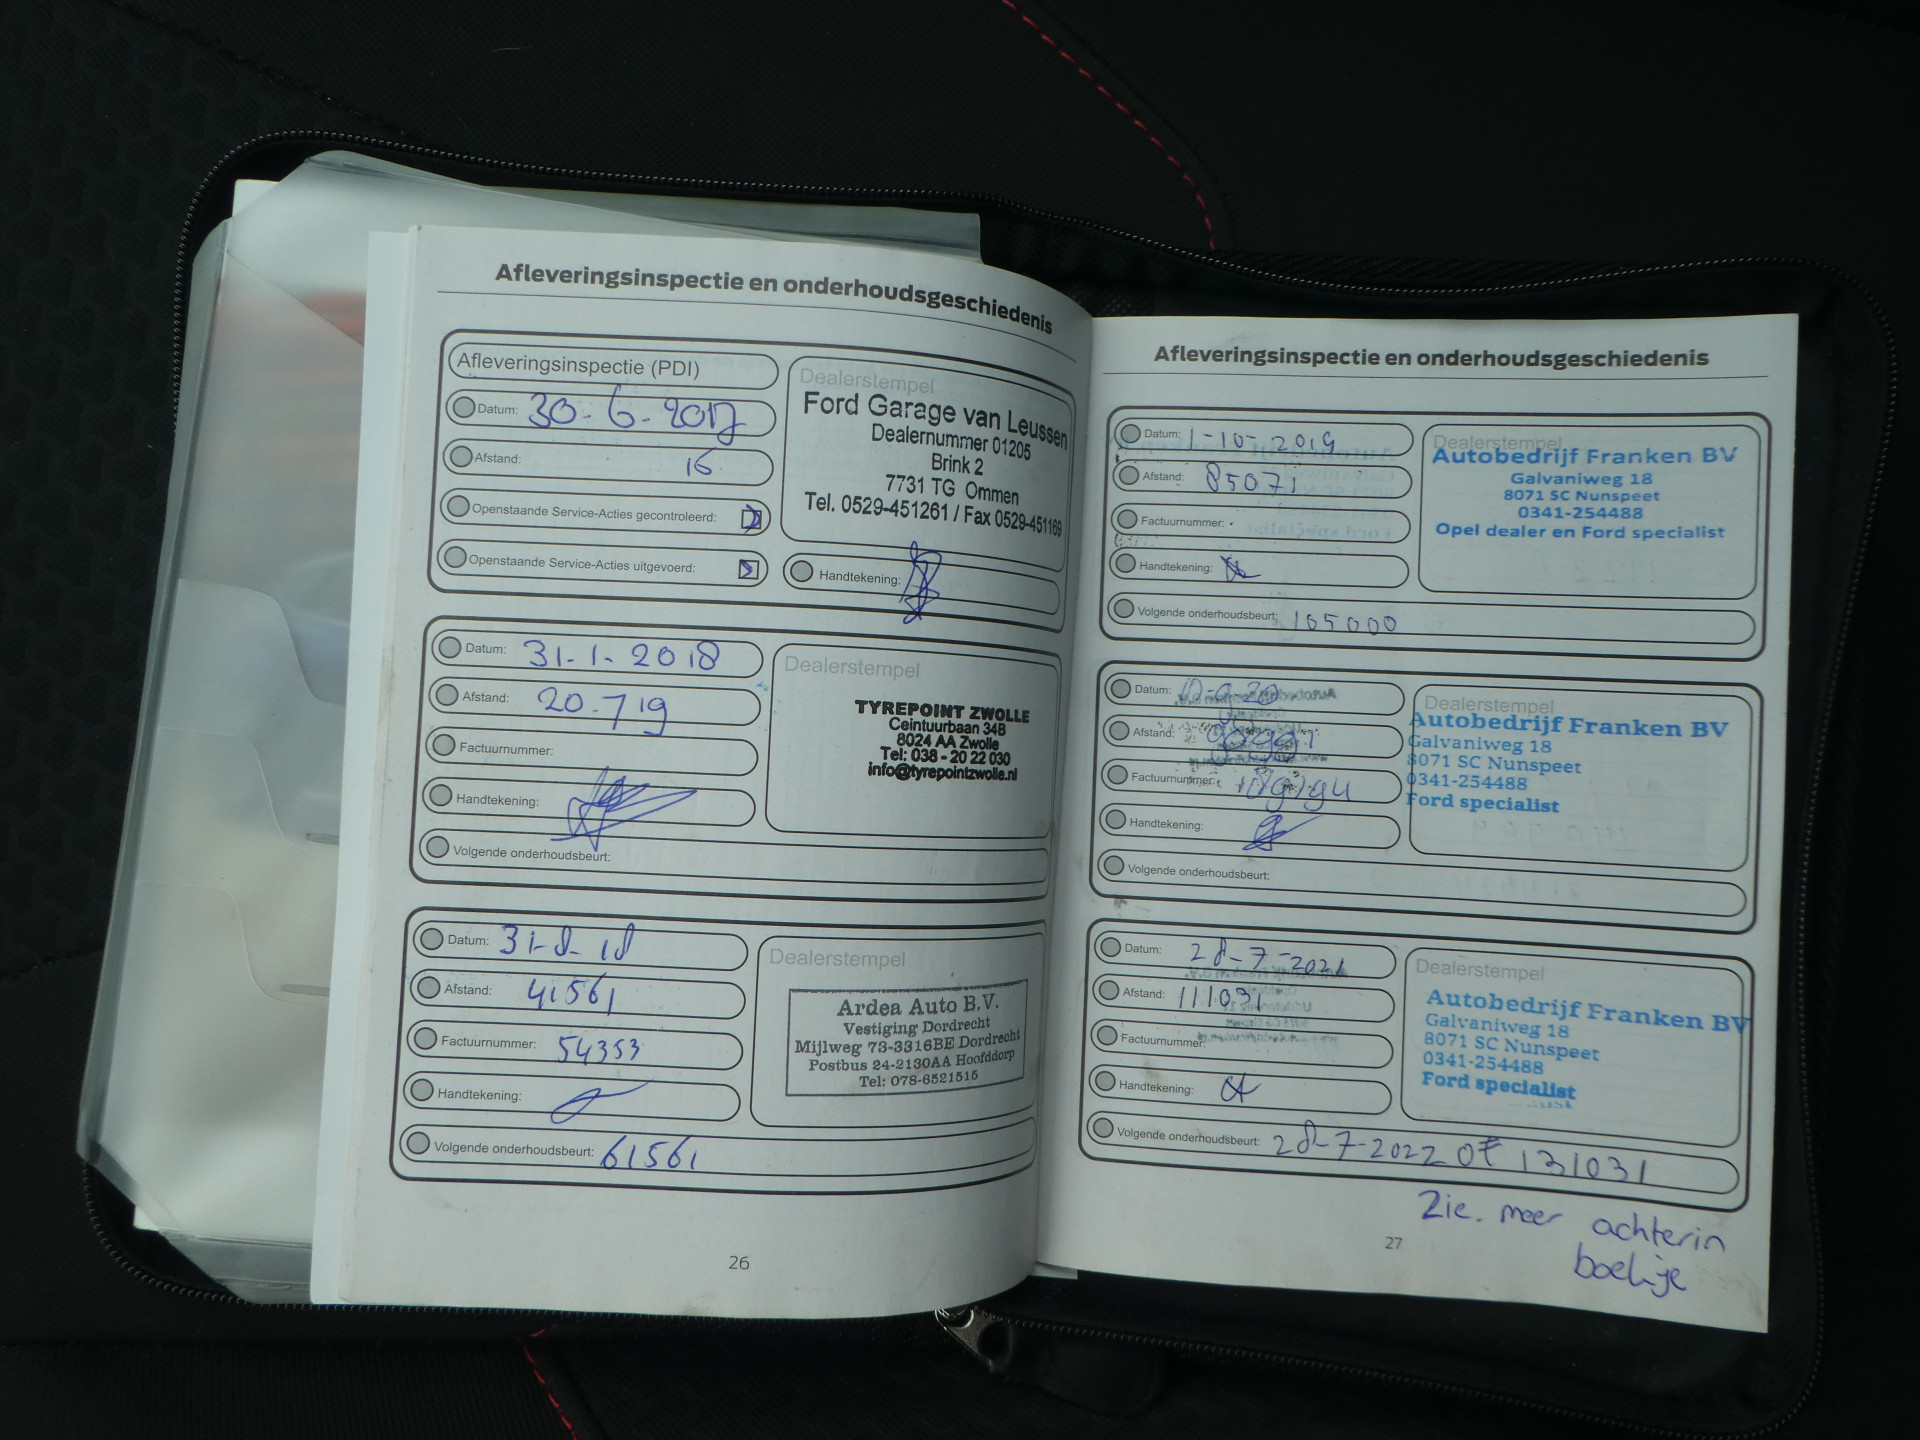 Afleveringsinspectie en onderhoudsgeschiedenis
Afleveringsinspectie (PDI)
Datum: 30-6-2017
Afstand: 16
Openstaande Service-Acties gecontroleerd:
Openstaande Service-Acties uitgevoerd:
Dealerstempel
Ford Garage van Leussen
Dealernummer 01205
Brink 2
7731 TG Ommen
Tel. 0529-451261 / Fax 0529-451169
Handtekening:
Datum: 31-1-2018
Afstand: 20.719
Factuurnummer:
Handtekening:
Volgende onderhoudsbeurt:
Dealerstempel
TYREPOINT ZWOLLE
Ceintuurbaan 34B
8024 AA Zwolle
Tel: 038 - 20 22 030
info@tyrepointzwolle.nl
Datum: 31-8-18
Afstand: 41561
Factuurnummer: 54353
Handtekening:
Volgende onderhoudsbeurt: 61561
Dealerstempel
Ardea Auto B.V.
Vestiging Dordrecht
Mijlweg 73-3316BE Dordrecht
Postbus 24-2130AA Hoofddorp
Tel: 078-6521515
26
Afleveringsinspectie en onderhoudsgeschiedenis
Datum: 1-10-2019
Afstand: 85071
Factuurnummer:
Handtekening:
Volgende onderhoudsbeurt: 105000
Dealerstempel
Autobedrijf Franken BV
Galvaniweg 18
8071 SC Nunspeet
0341-254488
Opel dealer en Ford specialist
Datum:
Afstand:
Factuurnummer:
Handtekening:
Volgende onderhoudsbeurt:
Dealerstempel
Autobedrijf Franken BV
Galvaniweg 18
8071 SC Nunspeet
0341-254488
Ford specialist
Datum: 28-7-2021
Afstand: 111031
Factuurnummer:
Handtekening:
Volgende onderhoudsbeurt: 28-7-2022 of 131031
Dealerstempel
Autobedrijf Franken BV
Galvaniweg 18
8071 SC Nunspeet
0341-254488
Ford specialist
Zie. meer achterin
boekje
27